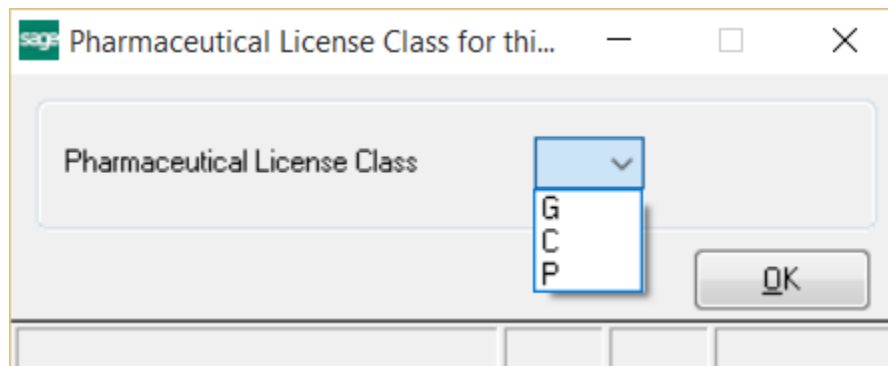 sage Pharmaceutical License Class for thi...
Pharmaceutical License Class
G
C
P
OK